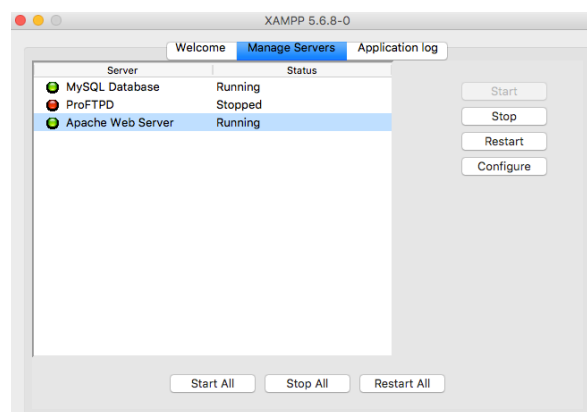 XAMPP 5.6.8-0
Welcome Manage Servers Application log
Server Status
MySQL Database Running
ProFTPD Stopped
Apache Web Server Running
Start
Stop
Restart
Configure
Start All Stop All Restart All